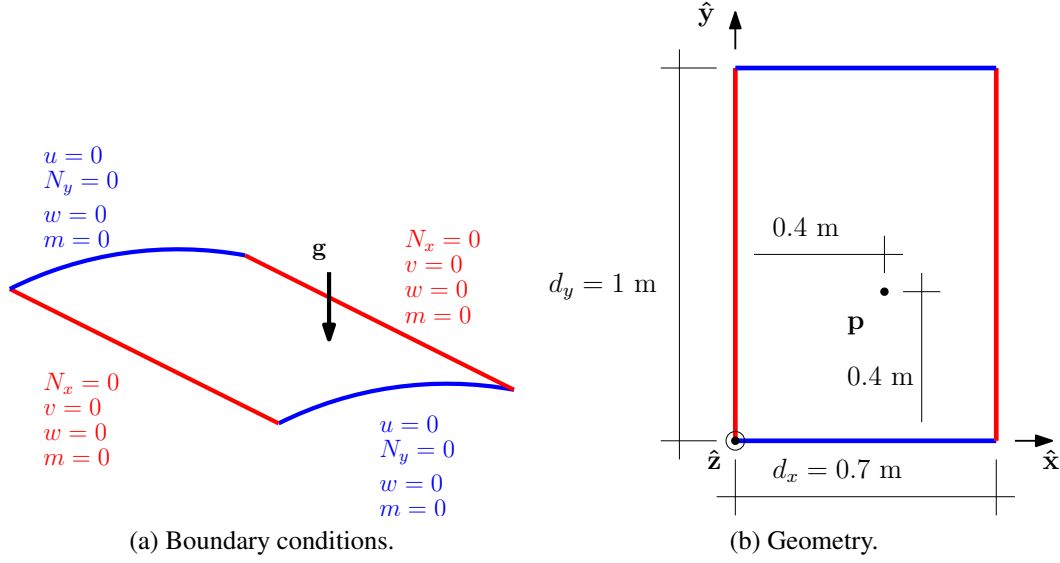 u = 0
N_y = 0
w = 0
m = 0
g
N_x = 0
v = 0
w = 0
m = 0
N_x = 0
v = 0
w = 0
m = 0
u = 0
N_y = 0
w = 0
m = 0
(a) Boundary conditions.
ŷ
0.4 m
d_y = 1 m
p
0.4 m
ẑ
x̂
d_x = 0.7 m
(b) Geometry.